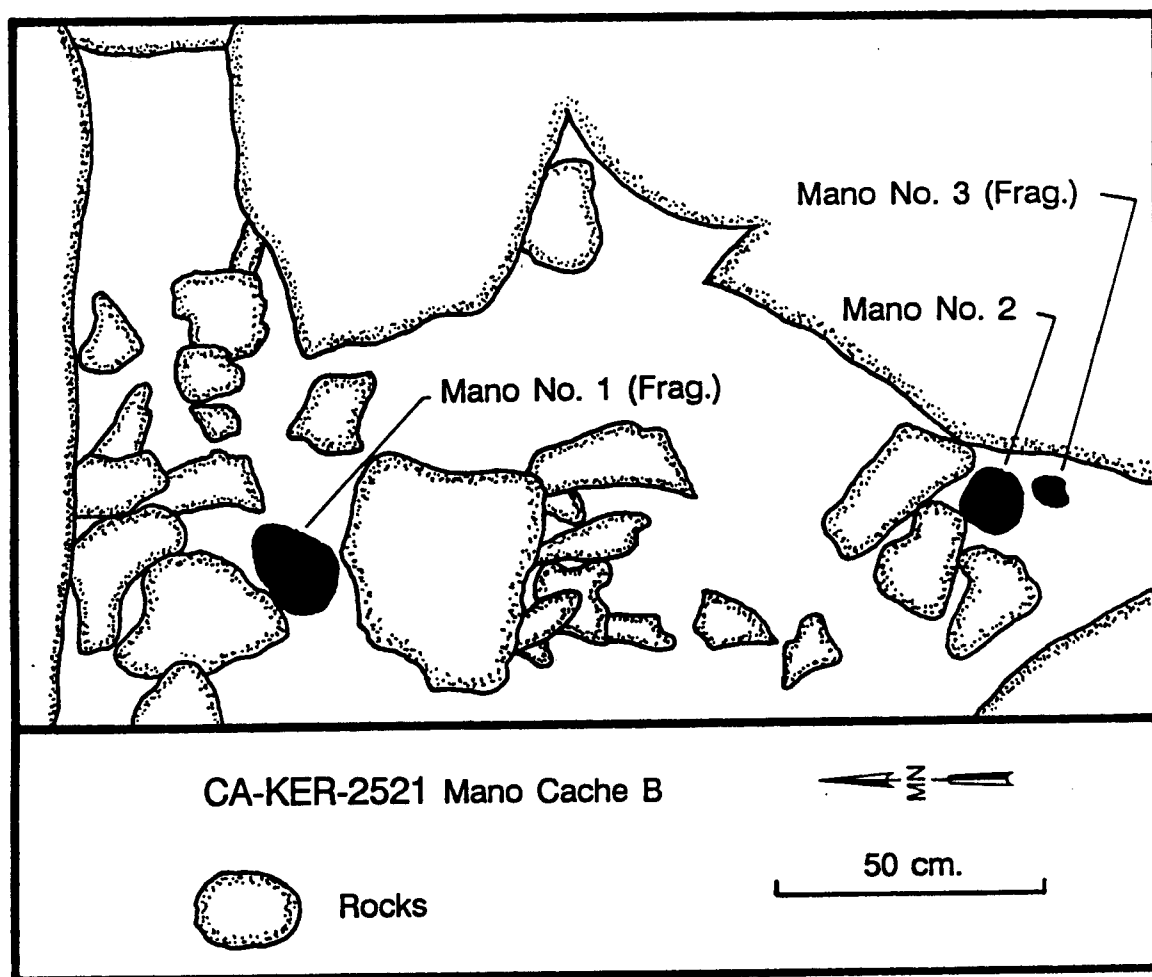 Mano No. 3 (Frag.)
Mano No. 2
Mano No. 1 (Frag.)
CA-KER-2521 Mano Cache B
MN
50 cm.
Rocks